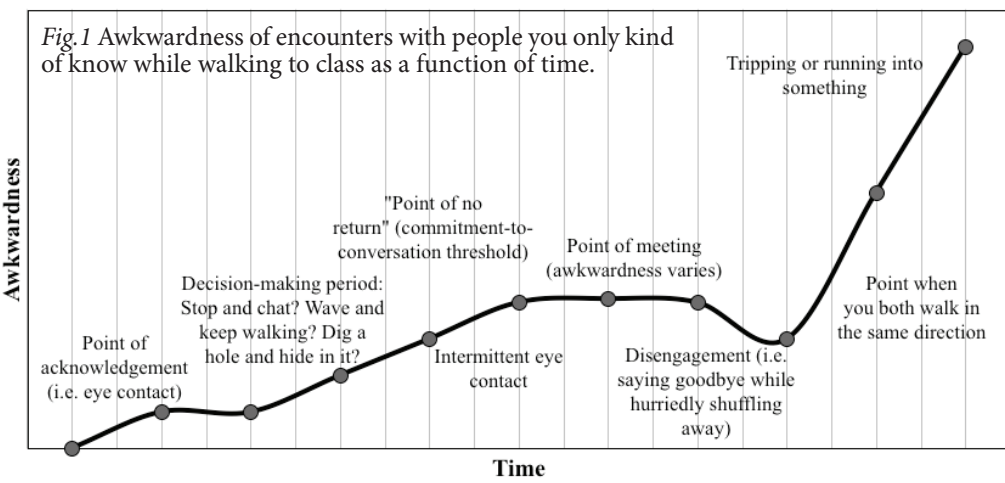 Fig.1 Awkwardness of encounters with people you only kind
of know while walking to class as a function of time.
Tripping or running into
something
"Point of no
return" (commitment-to-
conversation threshold)
Point of meeting
(awkwardness varies)
Decision-making period:
Stop and chat? Wave and
keep walking? Dig a
hole and hide in it?
Point when
you both walk in
the same direction
Point of
acknowledgement
(i.e. eye contact)
Intermittent eye
contact
Disengagement (i.e.
saying goodbye while
hurriedly shuffling
away)
Awkwardness
Time